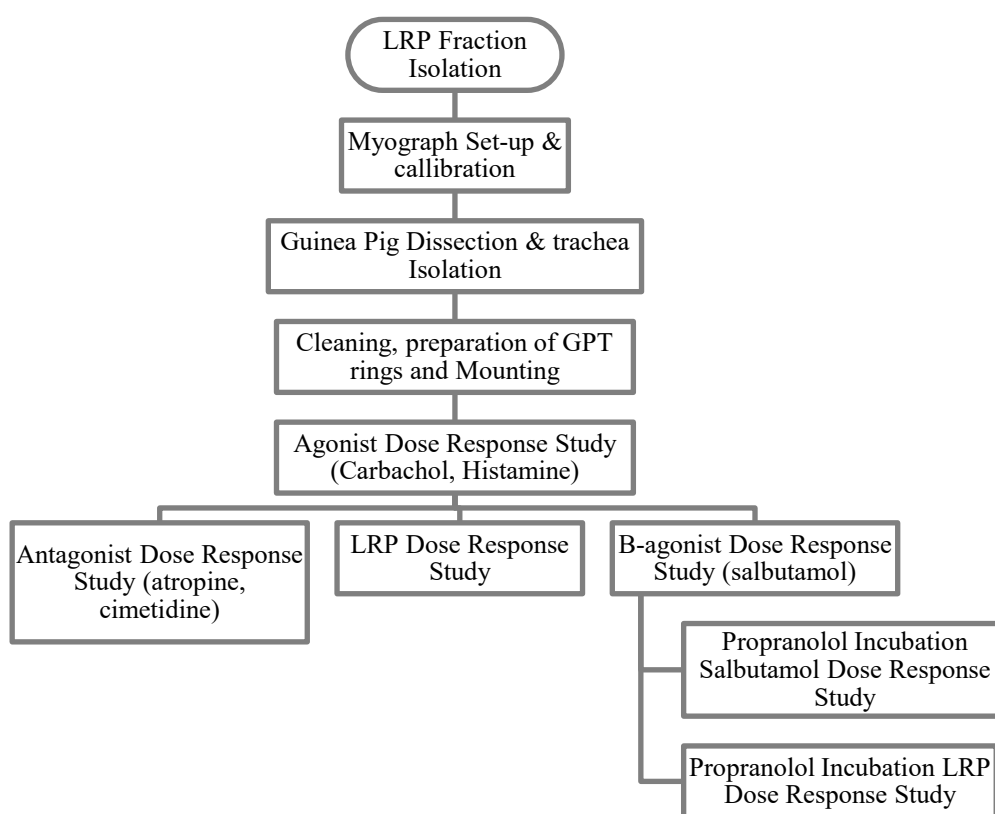 LRP Fraction
Isolation
Myograph Set-up &
callibration
Guinea Pig Dissection & trachea
Isolation
Cleaning, preparation of GPT
rings and Mounting
Agonist Dose Response Study
(Carbachol, Histamine)
Antagonist Dose Response
Study (atropine,
cimetidine)
LRP Dose Response
Study
B-agonist Dose Response
Study (salbutamol)
Propranolol Incubation
Salbutamol Dose Response
Study
Propranolol Incubation LRP
Dose Response Study